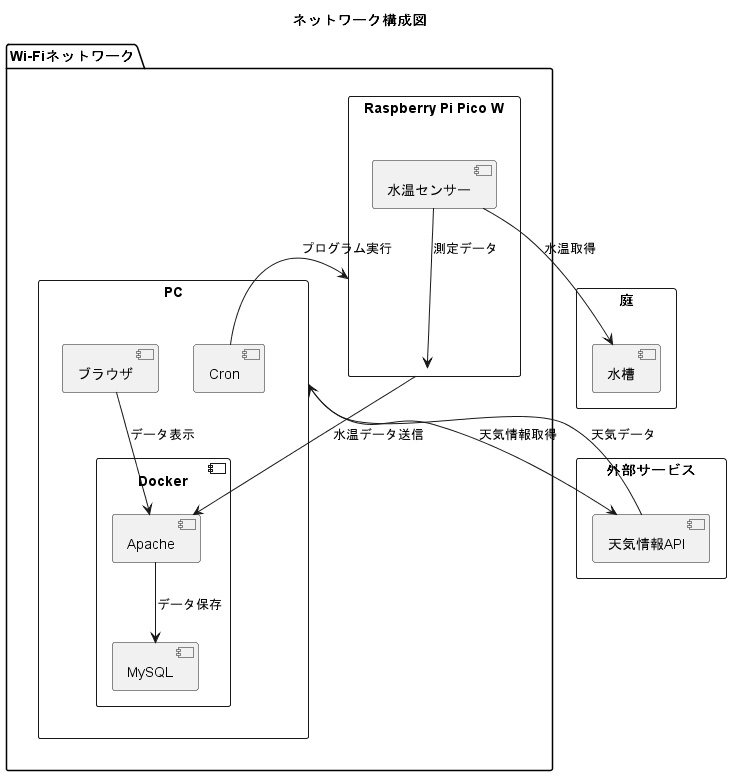 ネットワーク構成図
Wi-Fiネットワーク
Raspberry Pi Pico W
水温センサー
プログラム実行
測定データ
水温取得
PC
庭
ブラウザ
Cron
水槽
データ表示
水温データ送信
天気情報取得
天気データ
Docker
外部サービス
Apache
天気情報API
データ保存
MySQL